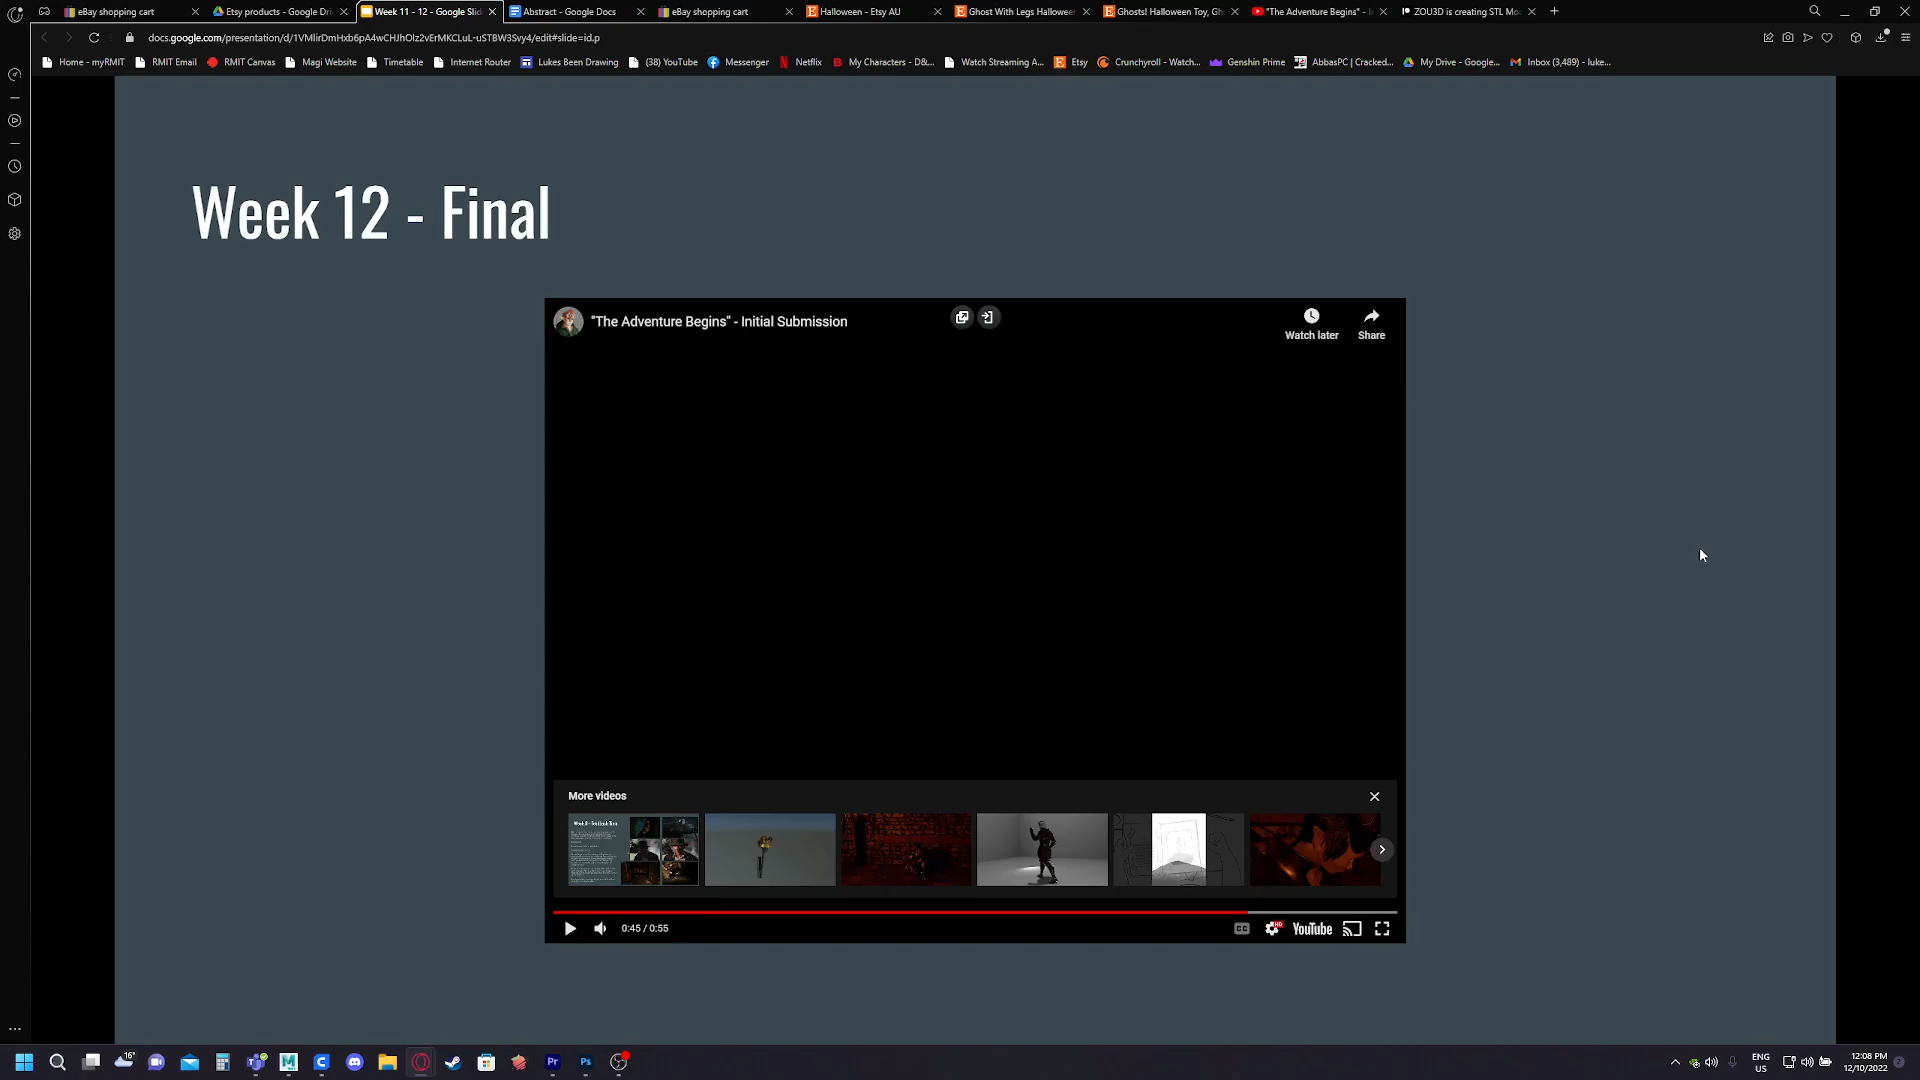 eBay shopping cart
Etsy products - Google Dri
Week 11 - 12 - Google Slid
Abstract - Google Docs
eBay shopping cart
Halloween - Etsy AU
Ghost With Legs Hallowee
Ghosts! Halloween Toy, Gh
"The Adventure Begins" - I
ZOU3D is creating STL Mo
docs.google.com/presentation/d/1VMlirDmHxb6pA4wCHJhOlz2vErMKCLuL-uSTBW3Svy4/edit#slide=id.p
Home - myRMIT
RMIT Email
RMIT Canvas
Magi Website
Timetable
Internet Router
Lukes Been Drawing
(38) YouTube
Messenger
Netflix
My Characters - D&...
Watch Streaming A...
Etsy
Crunchyroll - Watch...
Genshin Prime
AbbasPC | Cracked...
My Drive - Google...
Inbox (3,489) - luke...
Week 12 - Final
"The Adventure Begins" - Initial Submission
Watch later
Share
More videos
0:45 / 0:55
CC
HD
YouTube
16°
Pr
Ps
ENG
US
12:08 PM
12/10/2022